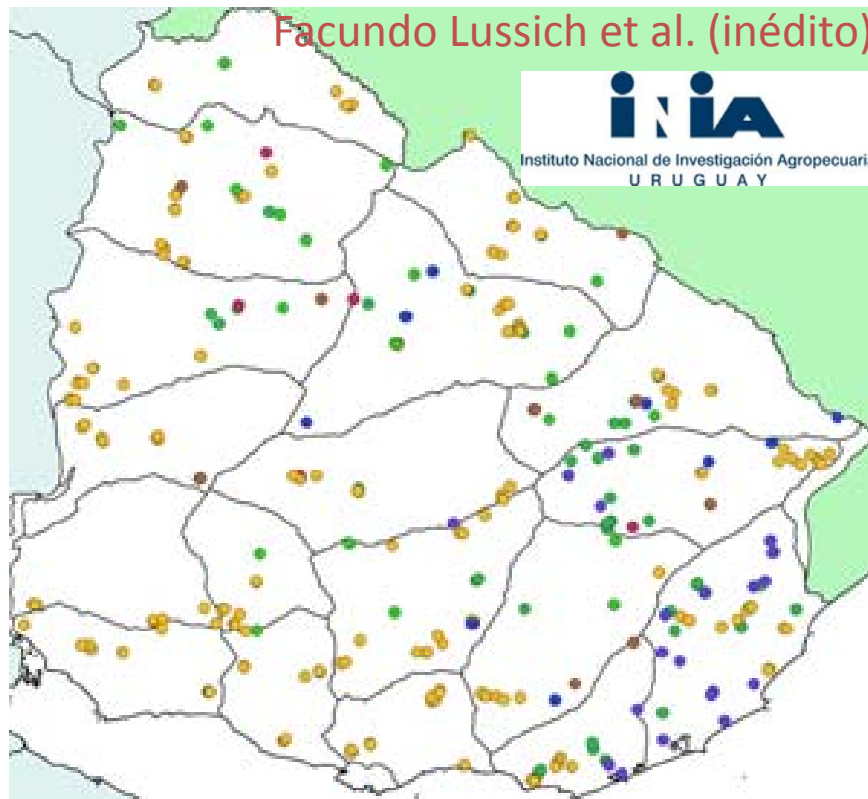 Facundo Lussich et al. (inédito)
inia
Instituto Nacional de Investigación Agropecuaria
URUGUAY